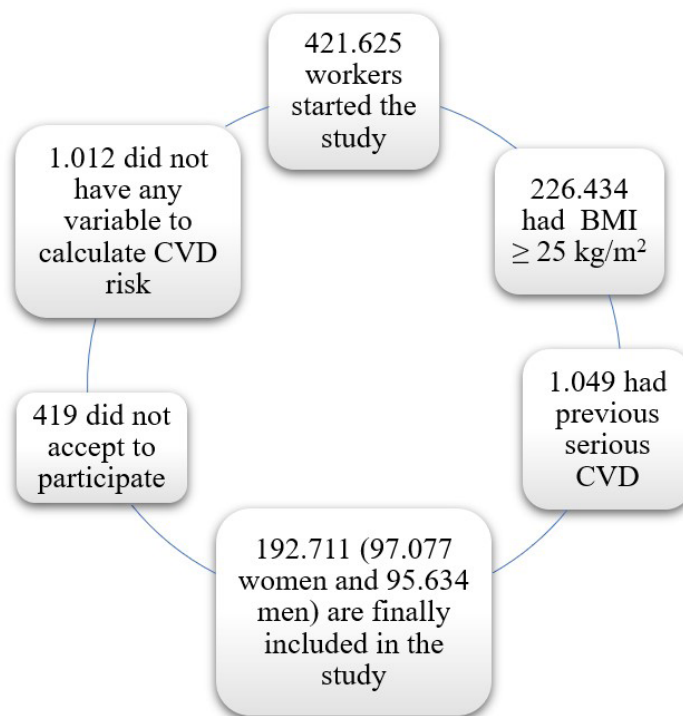 421.625
workers
started the
study
226.434
had BMI
≥ 25 kg/m²
1.049 had
previous
serious
CVD
192.711 (97.077
women and 95.634
men) are finally
included in the
study
419 did not
accept to
participate
1.012 did not
have any
variable to
calculate CVD
risk